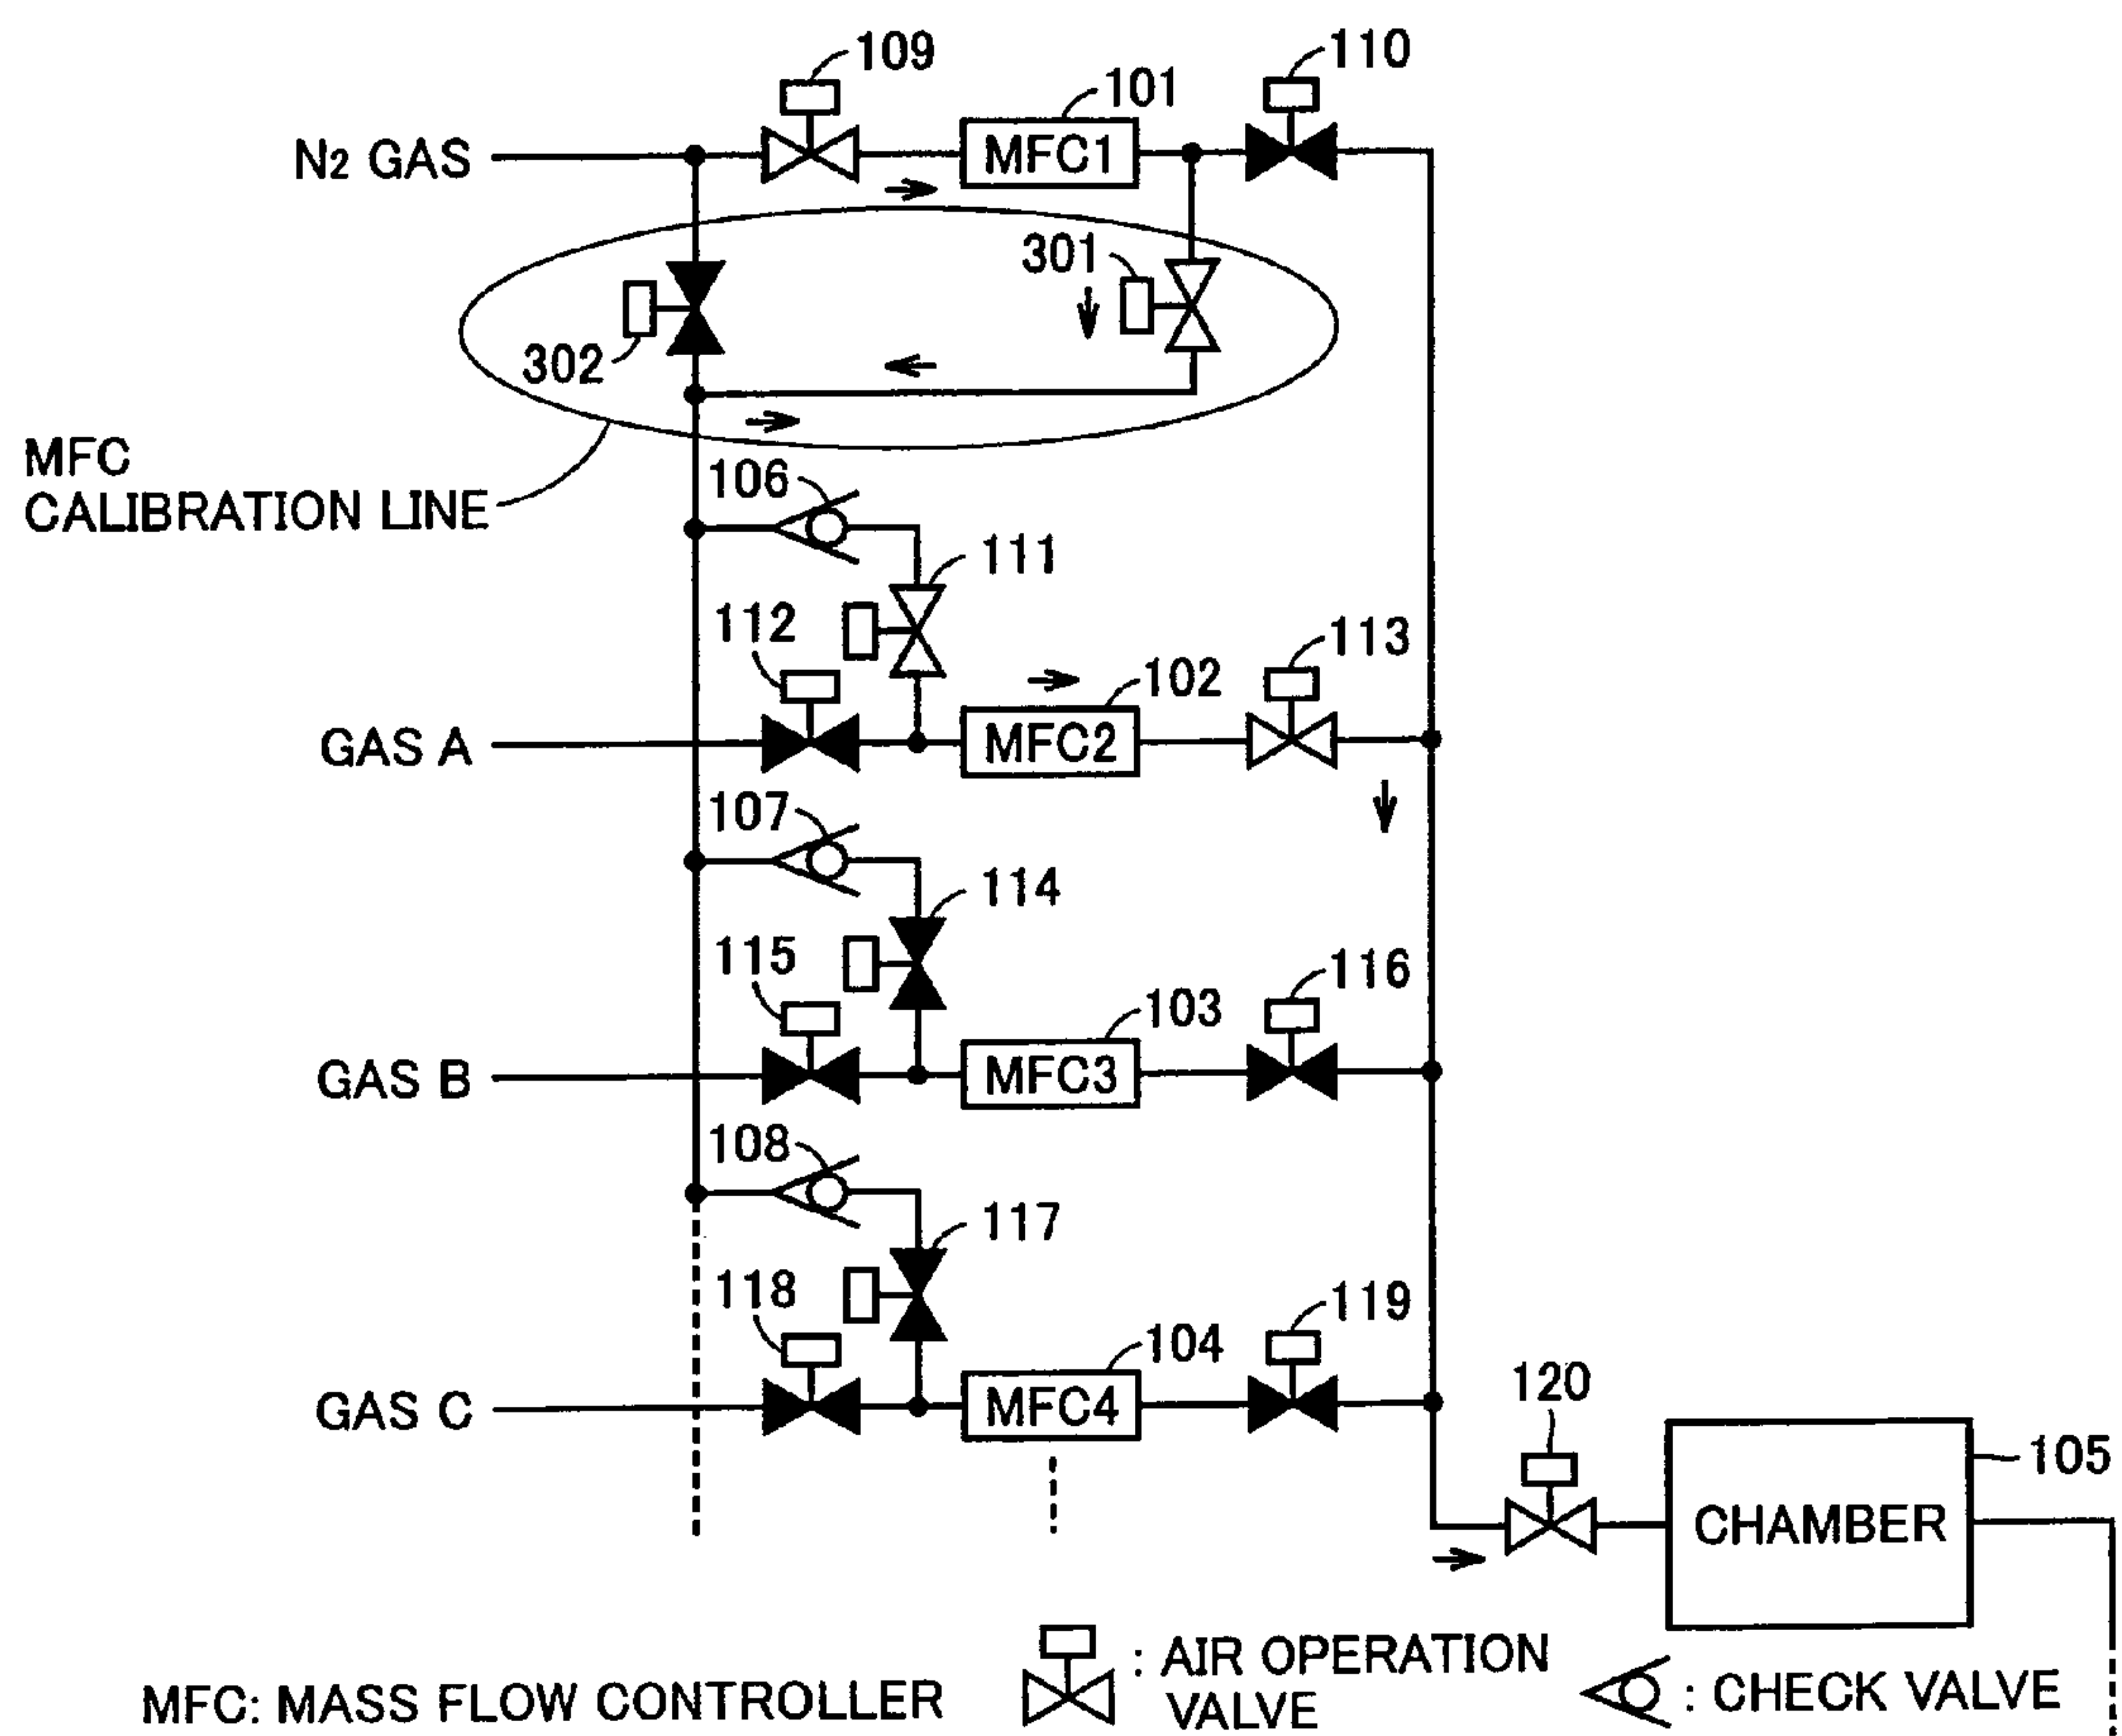 109
110
101
N2 GAS
MFC1
301
302
MFC
CALIBRATION LINE
106
111
112
113
102
GAS A
MFC2
107
114
115
116
103
GAS B
MFC3
108
117
118
119
104
GAS C
MFC4
120
105
CHAMBER
MFC: MASS FLOW CONTROLLER
: AIR OPERATION
VALVE
: CHECK VALVE